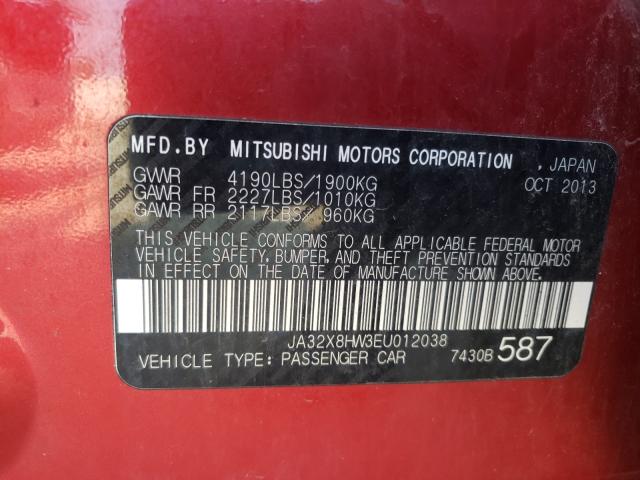 MFD.BY MITSUBISHI MOTORS CORPORATION , JAPAN
GVWR 4190LBS/1900KG OCT 2013
GAWR FR 2227LBS/1010KG
GAWR RR 2117LBS/ 960KG
THIS VEHICLE CONFORMS TO ALL APPLICABLE FEDERAL MOTOR
VEHICLE SAFETY, BUMPER, AND THEFT PREVENTION STANDARDS
IN EFFECT ON THE DATE OF MANUFACTURE SHOWN ABOVE.
JA32X8HW3EU012038
VEHICLE TYPE: PASSENGER CAR 7430B 587